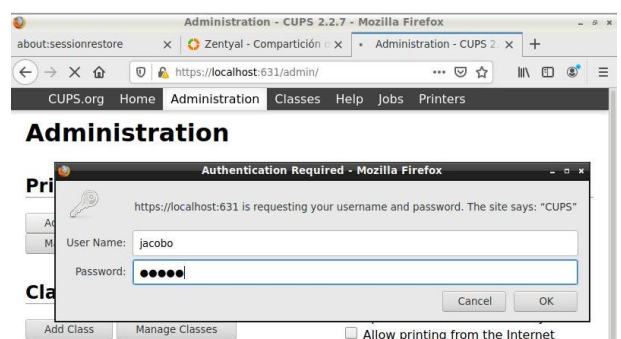 Administration - CUPS 2.2.7 - Mozilla Firefox
about:sessionrestore × Zentyal - Compartición × Administration - CUPS 2. × +
https://localhost:631/admin/
CUPS.org Home Administration Classes Help Jobs Printers
Administration
Pri
Authentication Required - Mozilla Firefox
https://localhost:631 is requesting your username and password. The site says: “CUPS”
User Name: jacobo
Password: ●●●●●
Cla
Cancel OK
Add Class Manage Classes
Allow printing from the Internet